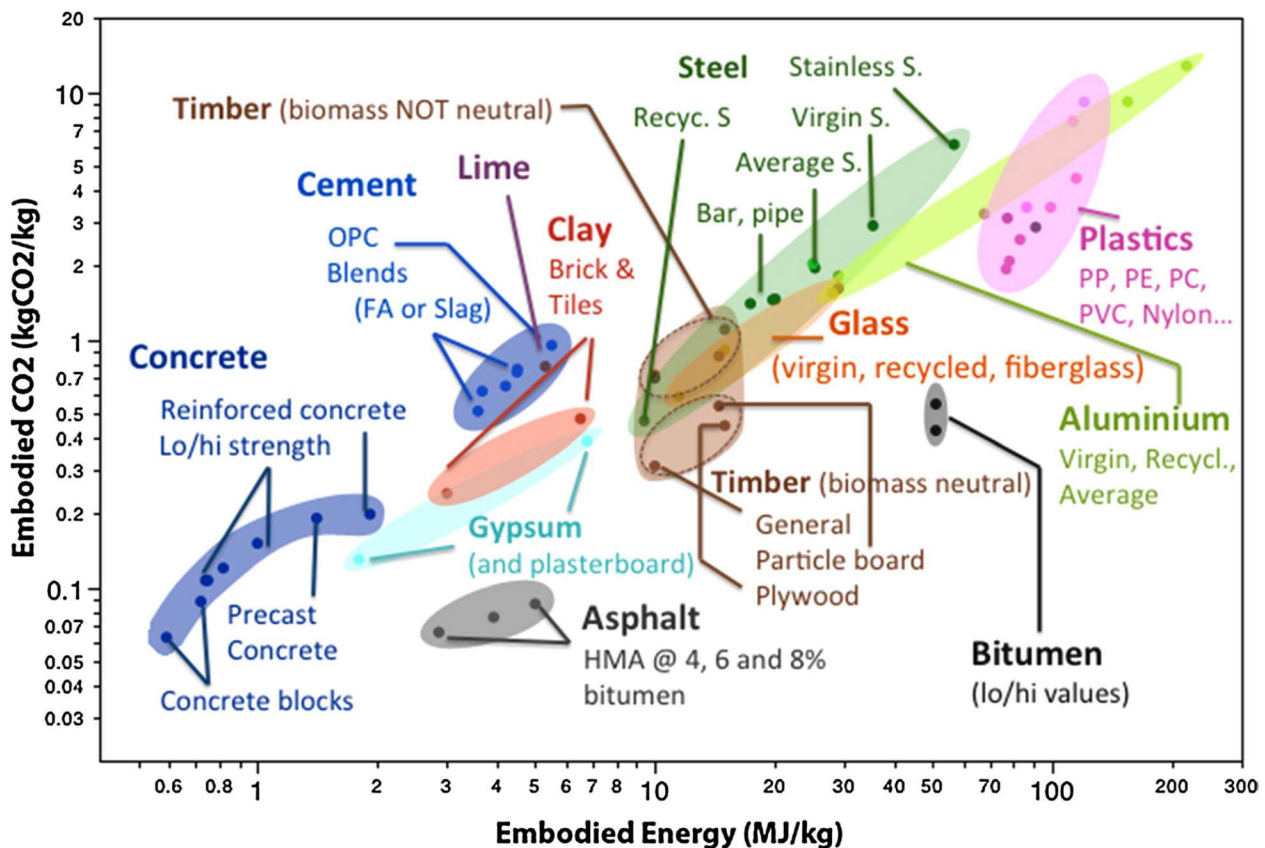 20
10
7
5
4
3
2
1
0.7
0.5
0.4
0.3
0.2
0.1
0.07
0.05
0.04
0.03
Embodied CO2 (kgCO2/kg)
Steel
Stainless S.
Timber (biomass NOT neutral)
Recyc. S
Virgin S.
Average S.
Bar, pipe
Lime
Cement
OPC
Blends
(FA or Slag)
Clay
Brick &
Tiles
Plastics
PP, PE, PC,
PVC, Nylon...
Glass
(virgin, recycled, fiberglass)
Concrete
Reinforced concrete
Lo/hi strength
Aluminium
Virgin, Recycl.,
Average
Timber (biomass neutral)
General
Particle board
Plywood
Gypsum
(and plasterboard)
Precast
Concrete
Concrete blocks
Asphalt
HMA @ 4, 6 and 8%
bitumen
Bitumen
(lo/hi values)
0.6 0.8 1 2 3 4 5 6 7 8 10 20 30 40 50 70 100 200 300
Embodied Energy (MJ/kg)